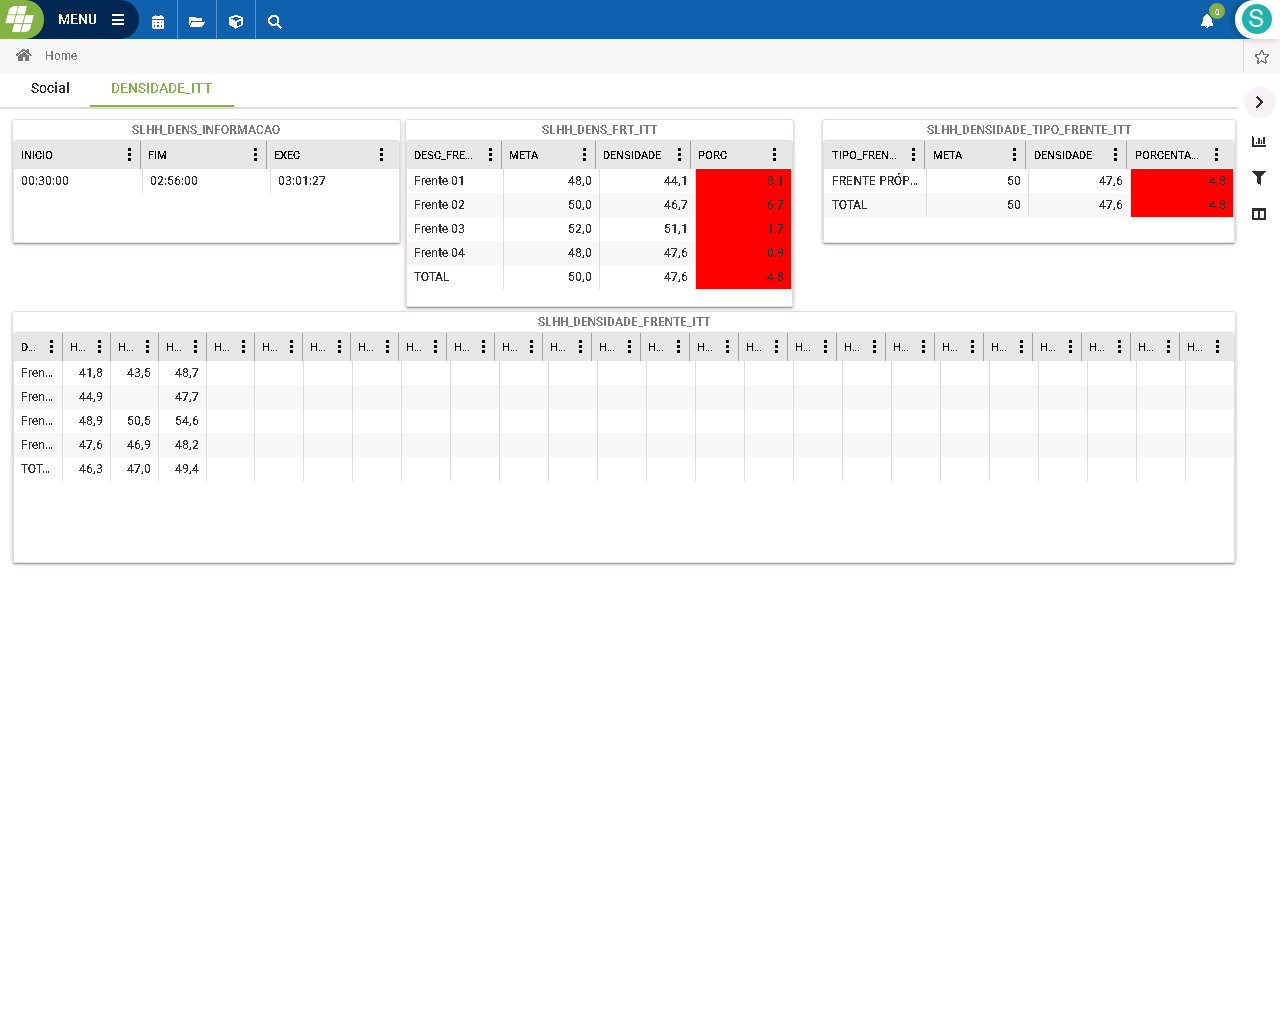 MENU
0
S
Home
Social
DENSIDADE_ITT
SLHH_DENS_INFORMACAO
INICIO FIM EXEC
00:30:00 02:56:00 03:01:27
SLHH_DENS_FRT_ITT
DESC_FRE... META DENSIDADE PORC
Frente 01 48,0 44,1 -8,1
Frente 02 50,0 46,7 -6,7
Frente 03 52,0 51,1 -1,7
Frente 04 48,0 47,6 -0,9
TOTAL 50,0 47,6 -4,8
SLHH_DENSIDADE_TIPO_FRENTE_ITT
TIPO_FREN... META DENSIDADE PORCENTA...
FRENTE PRÓP... 50 47,6 -4,8
TOTAL 50 47,6 -4,8
SLHH_DENSIDADE_FRENTE_ITT
D... H... H... H... H... H... H... H... H... H... H... H... H... H... H... H... H... H... H... H... H... H... H... H... H...
Fren... 41,8 43,5 48,7
Fren... 44,9 47,7
Fren... 48,9 50,5 54,6
Fren... 47,6 46,9 48,2
TOT... 46,3 47,0 49,4